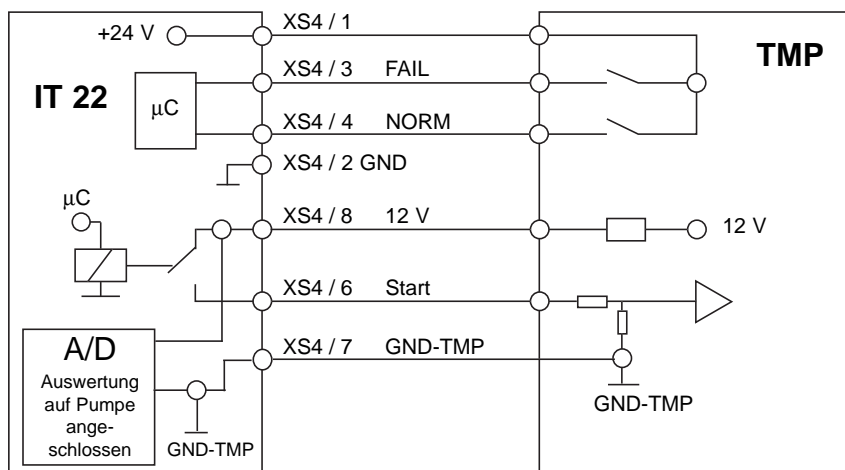 +24 V
XS4 / 1
TMP
IT 22
XS4 / 3 FAIL
μC
XS4 / 4 NORM
XS4 / 2 GND
μC
XS4 / 8 12 V
12 V
XS4 / 6 Start
A/D
Auswertung
auf Pumpe
ange-
schlossen
XS4 / 7 GND-TMP
GND-TMP
GND-TMP